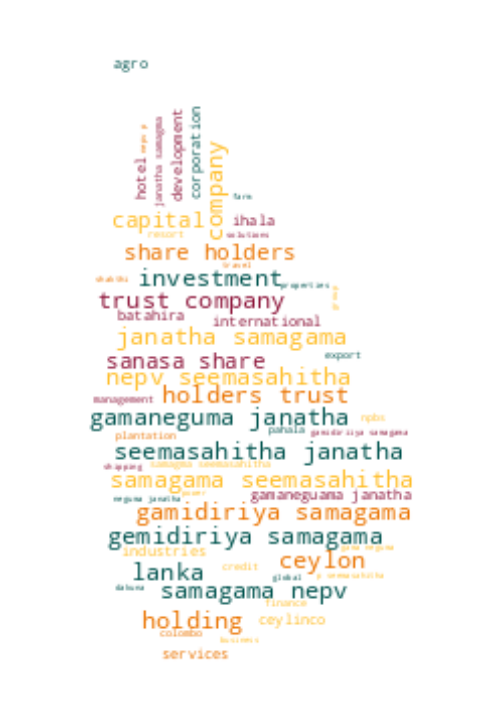 agro
hotel
nepv p
janatha samagma
development
corporation
company
farm
capital
ihala
resort
solutions
share holders
travel
shakthi
investment
properties
trust company
batahira
international
janatha samagama
export
sanasa share
nepv seemasahitha
management
holders trust
gamaneguma janatha
npbs
plantation
pahala
gamidiriya samagama
seemasahitha janatha
shipping
samagma seemasahitha
samagama seemasahitha
power
neguma janatha
gamaneguama janatha
gamidiriya samagama
gemidiriya samagama
gama neguma
industries
ceylon
lanka
credit
global
p seemasahitha
dakuna
samagama nepv
finance
holding
ceylinco
colombo
business
services